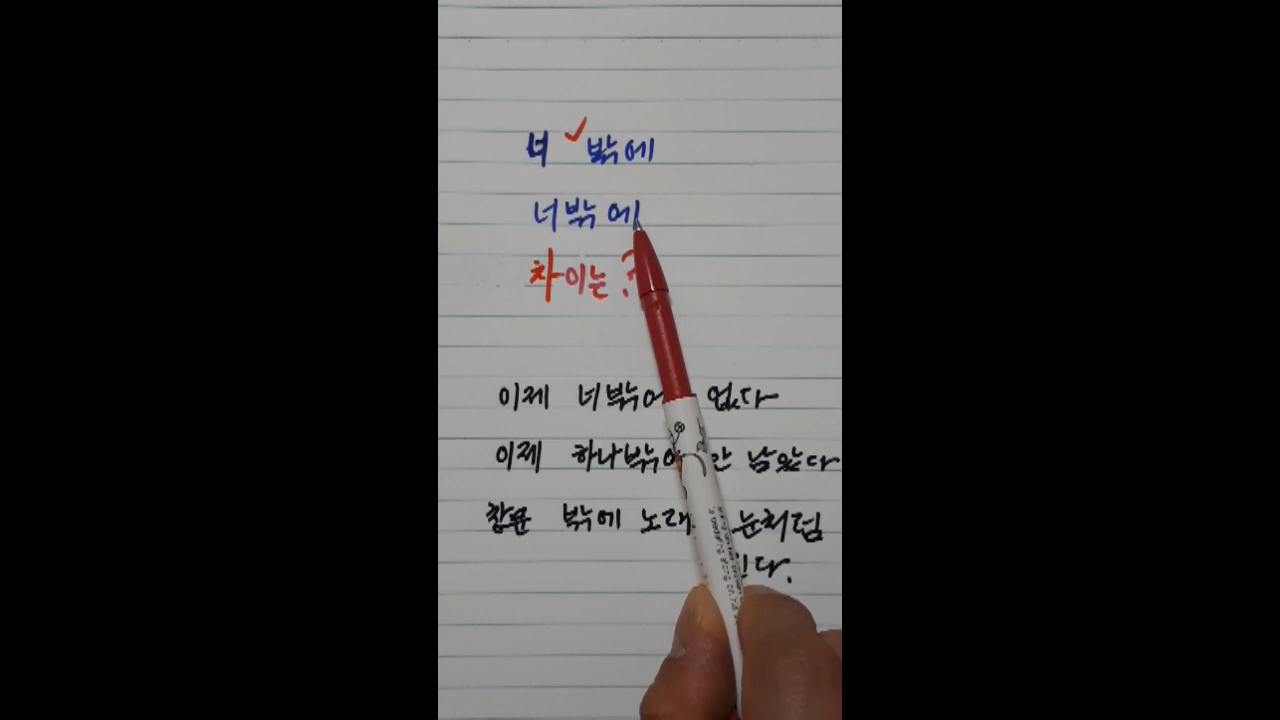 너 ✓ 밖에
너밖에
차이는?
이제 너밖에 없다
이제 하나밖에 안 남았다
창문 밖에 노래 눈처럼